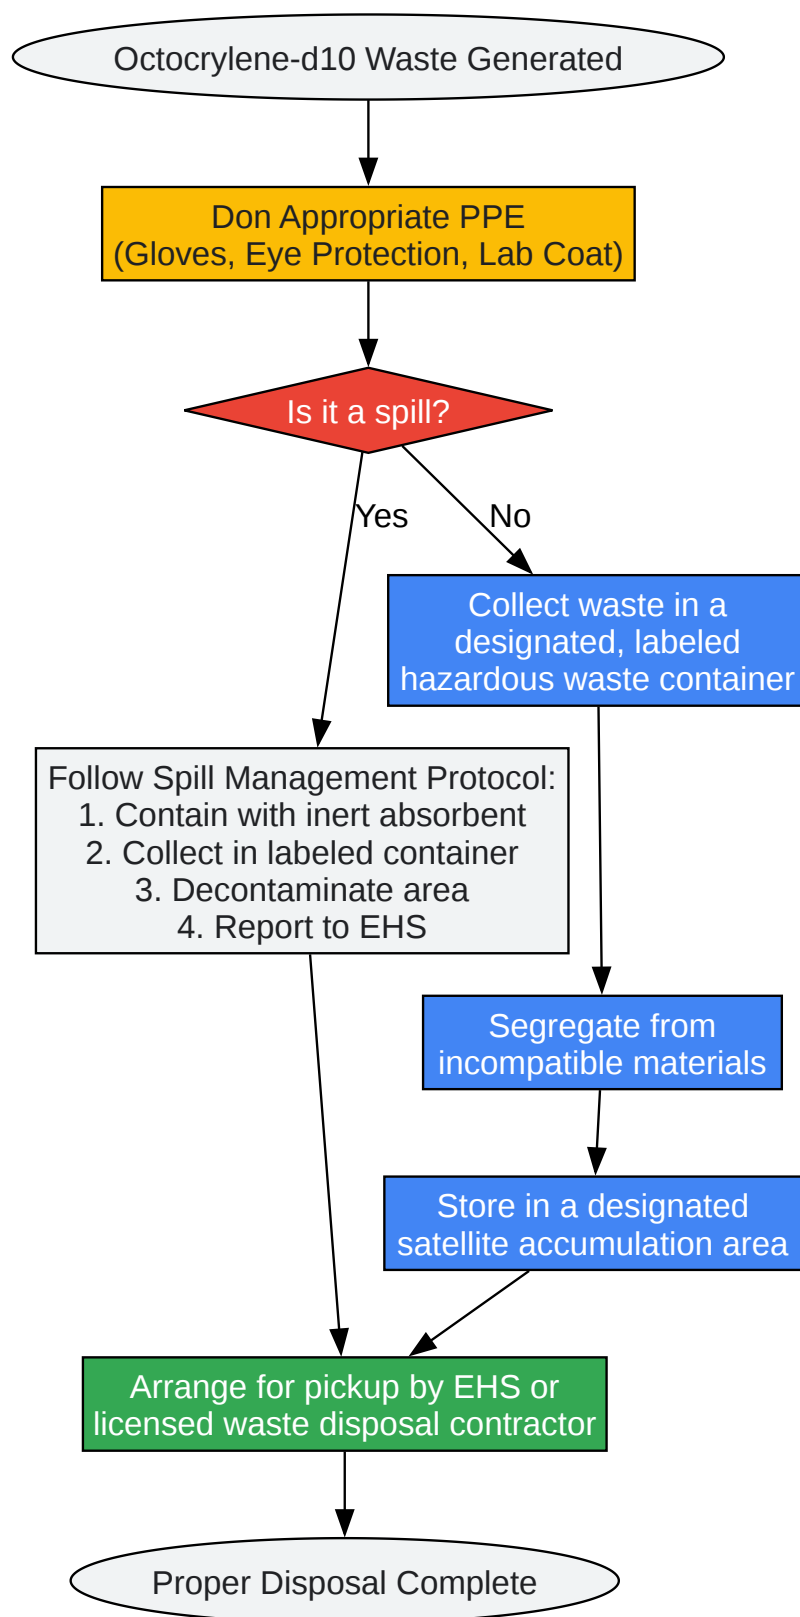 Octocrylene-d10 Waste Generated
Don Appropriate PPE
(Gloves, Eye Protection, Lab Coat)
Is it a spill?
Yes
No
Collect waste in a
designated, labeled
hazardous waste container
Follow Spill Management Protocol:
1. Contain with inert absorbent
2. Collect in labeled container
3. Decontaminate area
4. Report to EHS
Segregate from
incompatible materials
Store in a designated
satellite accumulation area
Arrange for pickup by EHS or
licensed waste disposal contractor
Proper Disposal Complete